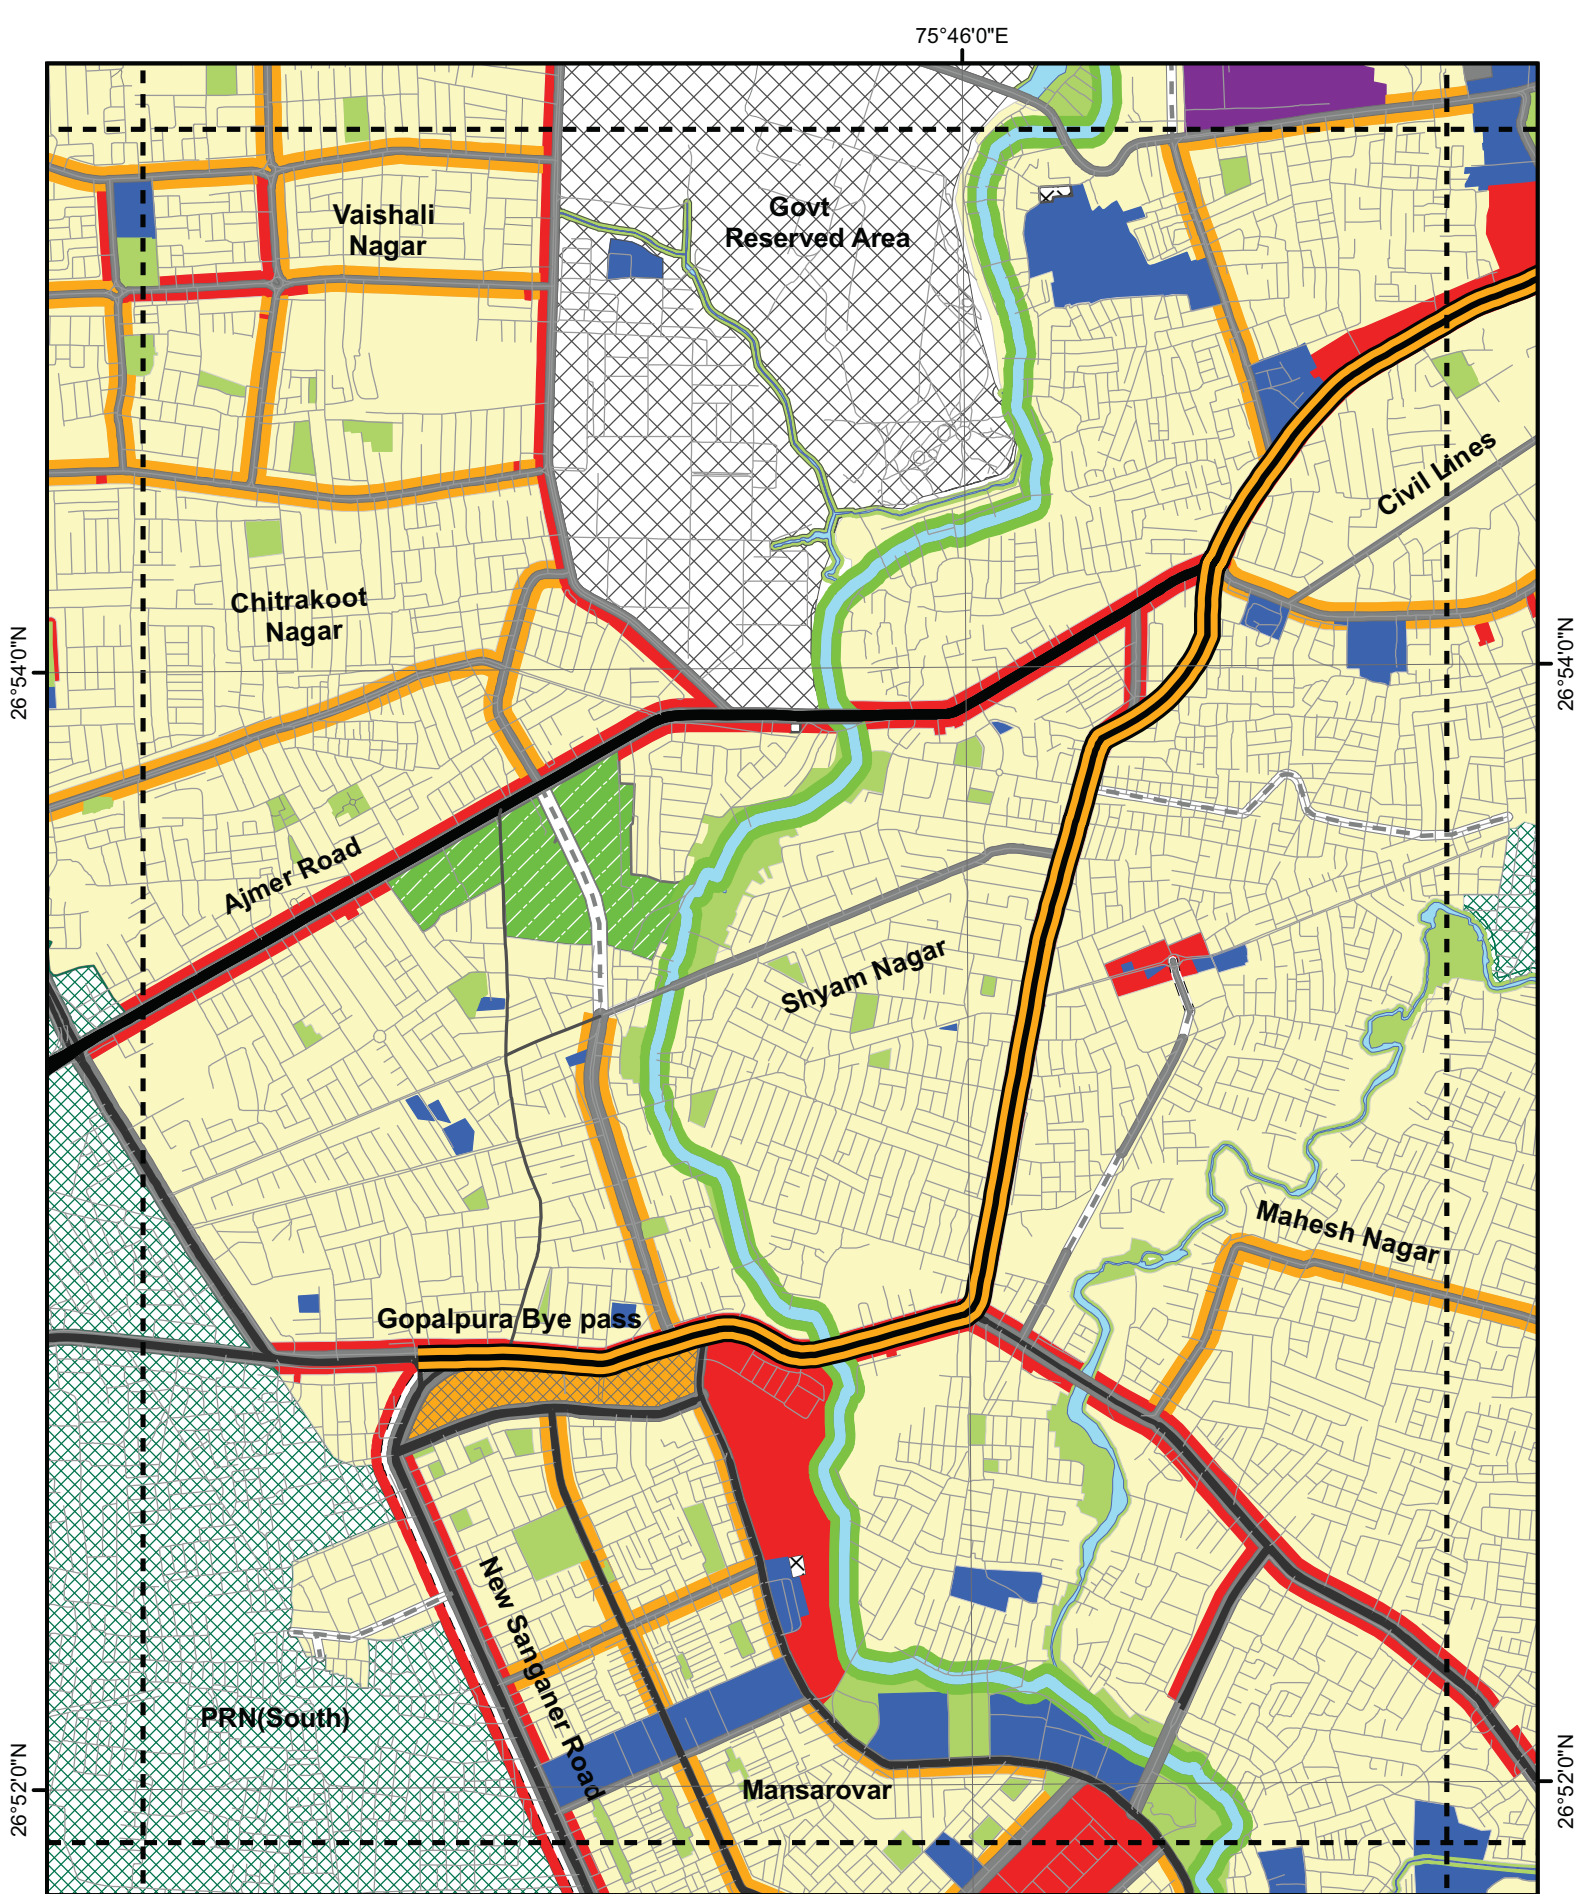 75°46'0"E
Vaishali
Nagar
Govt
Reserved Area
Civil Lines
Chitrakoot
Nagar
26°54'0"N
26°54'0"N
Ajmer Road
Shyam Nagar
Mahesh Nagar
Gopalpura Bye pass
New Sanganer Road
PRN(South)
Mansarovar
26°52'0"N
26°52'0"N